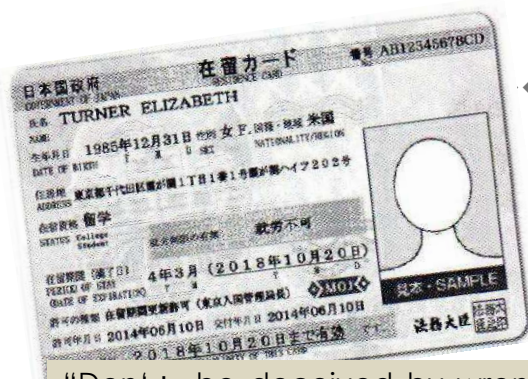 日本国政府 在留カード 番号 AB12345678CD
GOVERNMENT OF JAPAN RESIDENCE CARD
氏名 TURNER ELIZABETH
NAME
生年月日 1985年12月31日 性別 女 F. 国籍・地域 米国
DATE OF BIRTH Y M D SEX NATIONALITY/REGION
住居地 東京都千代田区霞が関1丁目1番1号霞が関ハイツ202号
ADDRESS
在留資格 留学
STATUS College Student
就労制限の有無 就労不可
在留期間(満了日) 4年3月(2018年10月20日)
PERIOD OF STAY Y M Y M D
(DATE OF EXPIRATION)
許可の種類 在留期間更新許可(東京入国管理局長) MOJ
見本・SAMPLE
許可年月日 2014年06月10日 交付年月日 2014年06月10日
法務大臣
2018年10月20日まで有効 です。